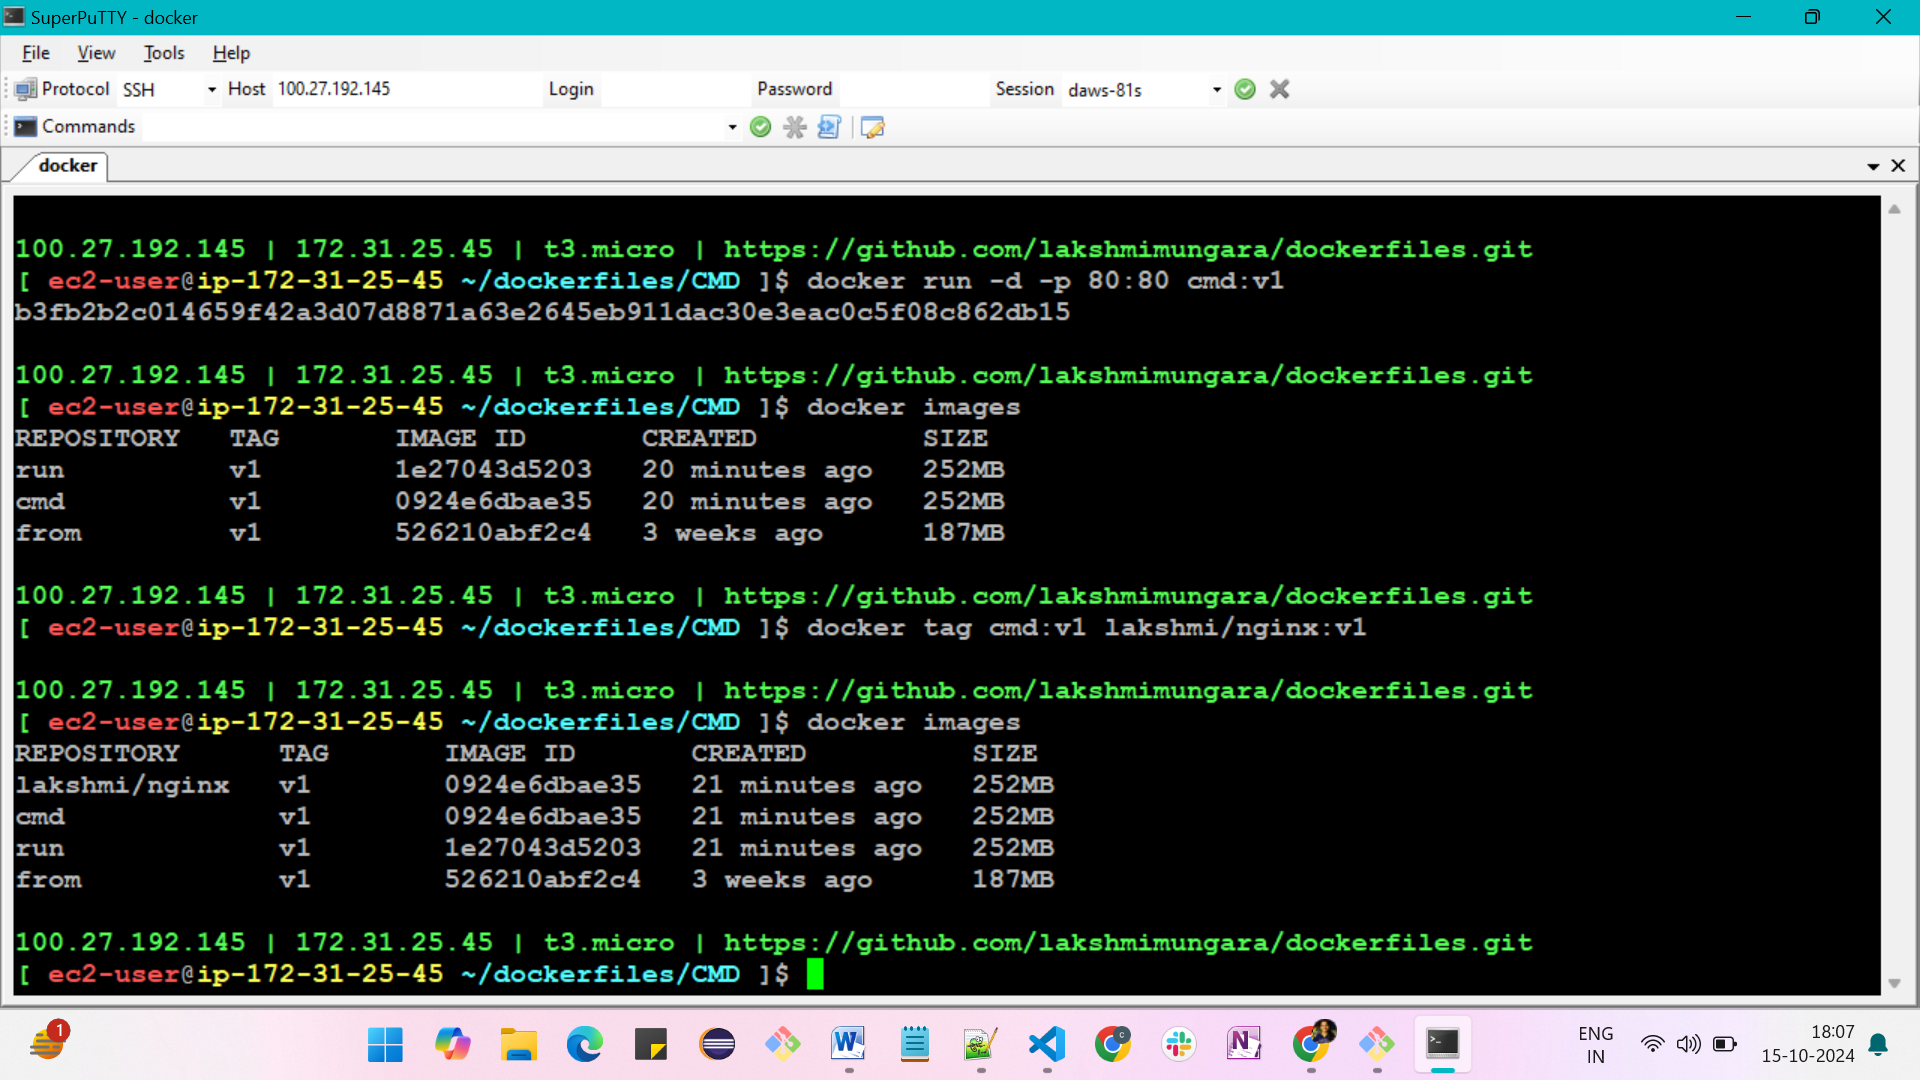 SuperPuTTY - docker
File View Tools Help
Protocol SSH Host 100.27.192.145 Login Password Session daws-81s
Commands
docker
100.27.192.145 | 172.31.25.45 | t3.micro | https://github.com/lakshmimungara/dockerfiles.git
[ ec2-user@ip-172-31-25-45 ~/dockerfiles/CMD ]$ docker run -d -p 80:80 cmd:v1
b3fb2b2c014659f42a3d07d8871a63e2645eb911dac30e3eac0c5f08c862db15
100.27.192.145 | 172.31.25.45 | t3.micro | https://github.com/lakshmimungara/dockerfiles.git
[ ec2-user@ip-172-31-25-45 ~/dockerfiles/CMD ]$ docker images
REPOSITORY TAG IMAGE ID CREATED SIZE
run v1 1e27043d5203 20 minutes ago 252MB
cmd v1 0924e6dbae35 20 minutes ago 252MB
from v1 526210abf2c4 3 weeks ago 187MB
100.27.192.145 | 172.31.25.45 | t3.micro | https://github.com/lakshmimungara/dockerfiles.git
[ ec2-user@ip-172-31-25-45 ~/dockerfiles/CMD ]$ docker tag cmd:v1 lakshmi/nginx:v1
100.27.192.145 | 172.31.25.45 | t3.micro | https://github.com/lakshmimungara/dockerfiles.git
[ ec2-user@ip-172-31-25-45 ~/dockerfiles/CMD ]$ docker images
REPOSITORY TAG IMAGE ID CREATED SIZE
lakshmi/nginx v1 0924e6dbae35 21 minutes ago 252MB
cmd v1 0924e6dbae35 21 minutes ago 252MB
run v1 1e27043d5203 21 minutes ago 252MB
from v1 526210abf2c4 3 weeks ago 187MB
100.27.192.145 | 172.31.25.45 | t3.micro | https://github.com/lakshmimungara/dockerfiles.git
[ ec2-user@ip-172-31-25-45 ~/dockerfiles/CMD ]$
1
ENG
IN
18:07
15-10-2024